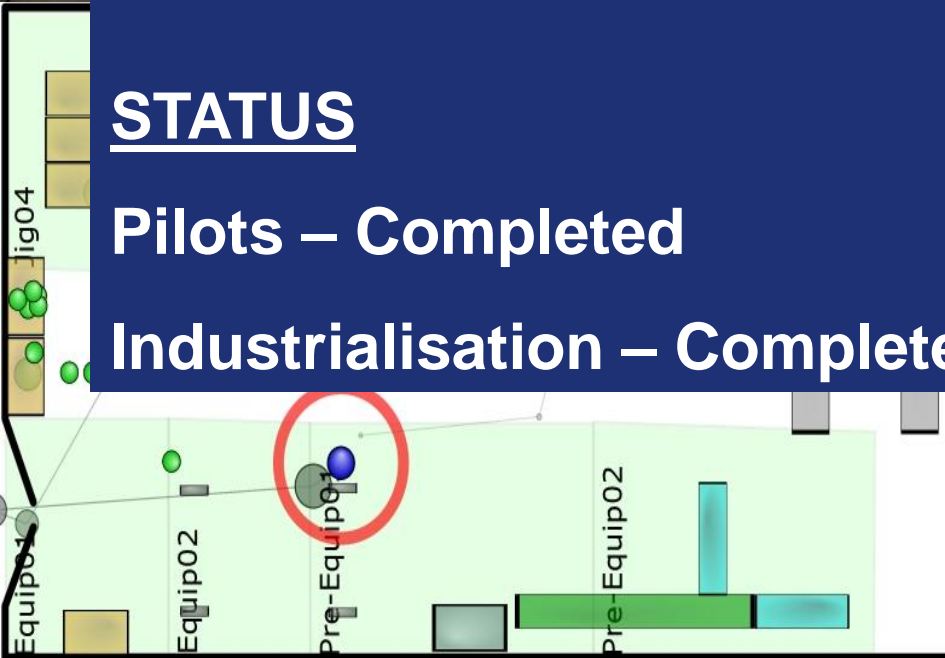 STATUS
Pilots – Completed
Industrialisation – Complete
Jig04
Equip01
Equip02
Pre-Equip01
Pre-Equip02